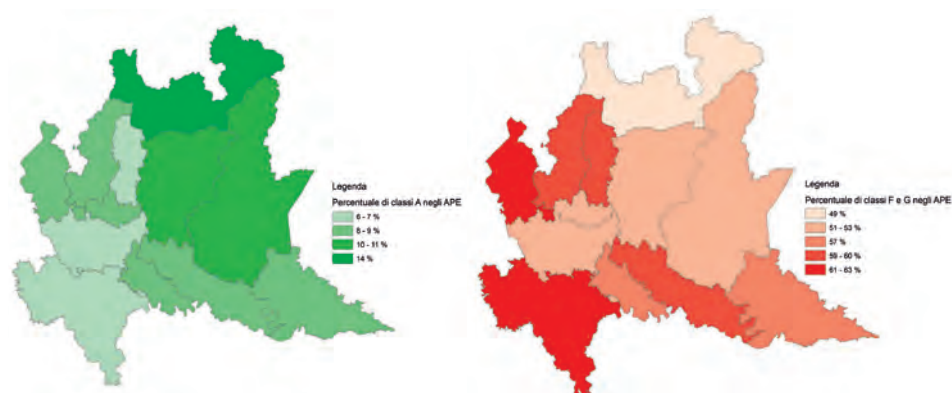 Legenda
Percentuale di classi A negli APE
6 - 7 %
8 - 9 %
10 - 11 %
14 %
Legenda
Percentuale di classi F e G negli APE
49 %
51 - 53 %
57 %
59 - 60 %
61 - 63 %